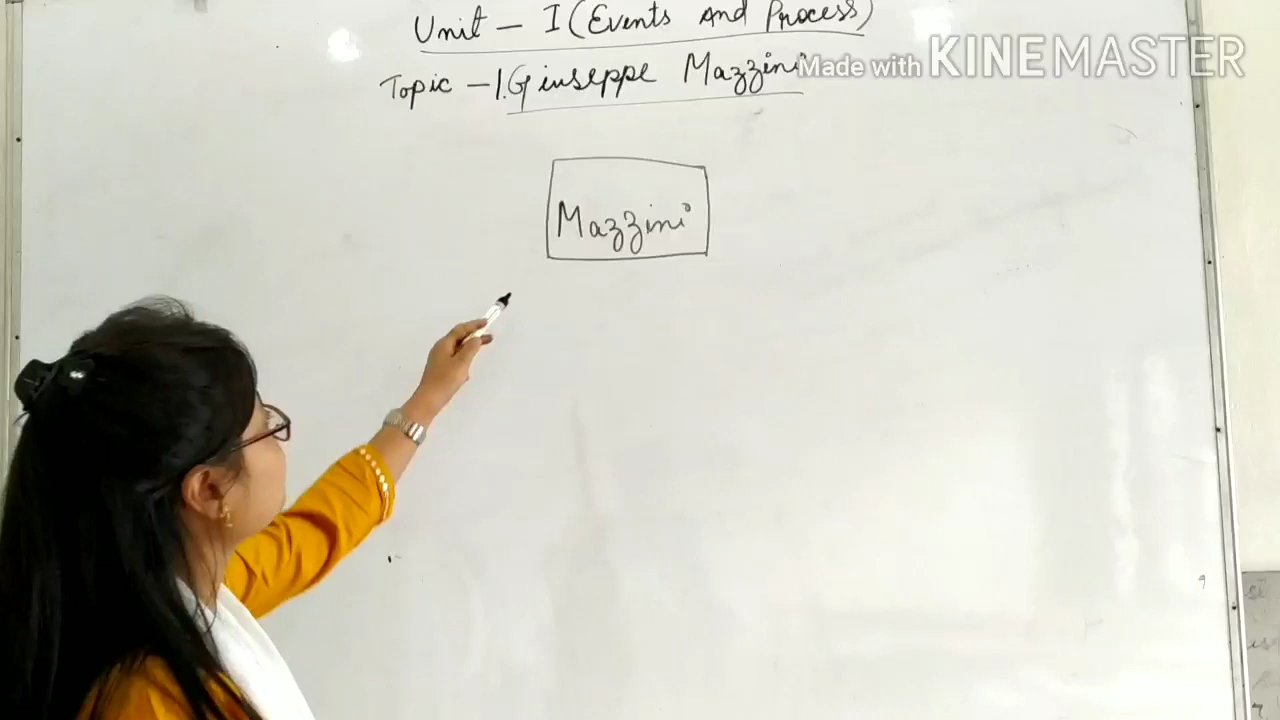 Unit - I (Events And Process)
Topic - 1. Giuseppe Mazzini
Made with KINEMASTER
Mazzini